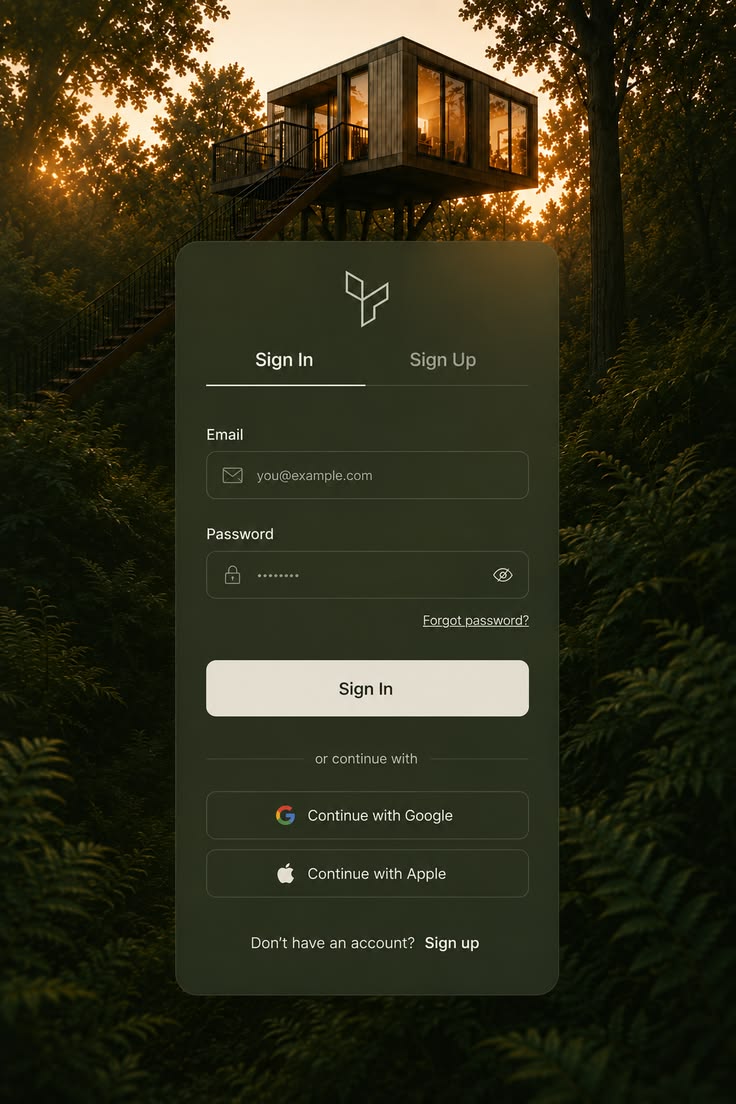 Sign In
Sign Up
Email
you@example.com
Password
••••••••
Forgot password?
Sign In
or continue with
Continue with Google
Continue with Apple
Don't have an account? Sign up